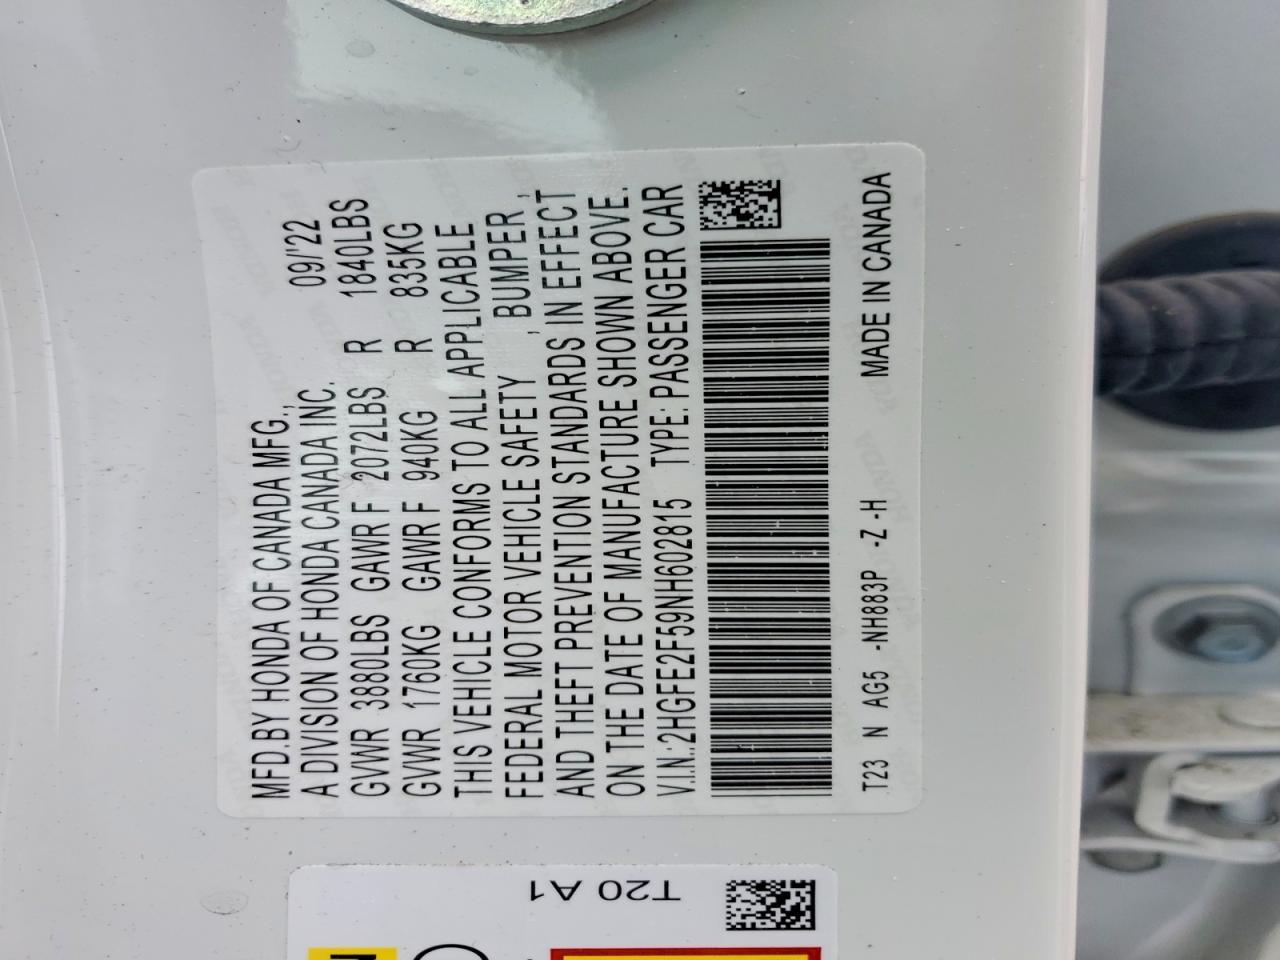 MFD.BY HONDA OF CANADA MFG.,
A DIVISION OF HONDA CANADA INC. 09/'22
GVWR 3880LBS GAWR F 2072LBS R 1840LBS
GVWR 1760KG GAWR F 940KG R 835KG
THIS VEHICLE CONFORMS TO ALL APPLICABLE
FEDERAL MOTOR VEHICLE SAFETY , BUMPER ,
AND THEFT PREVENTION STANDARDS IN EFFECT
ON THE DATE OF MANUFACTURE SHOWN ABOVE.
V.I.N.:2HGFE2F59NH602815 TYPE: PASSENGER CAR
T23 N AG5 -NH883P -Z -H MADE IN CANADA
T20 A1